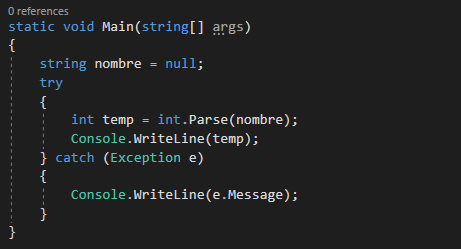 0 references
static void Main(string[] args)
{
    string nombre = null;
    try
    {
        int temp = int.Parse(nombre);
        Console.WriteLine(temp);
    } catch (Exception e)
    {
        Console.WriteLine(e.Message);
    }
}